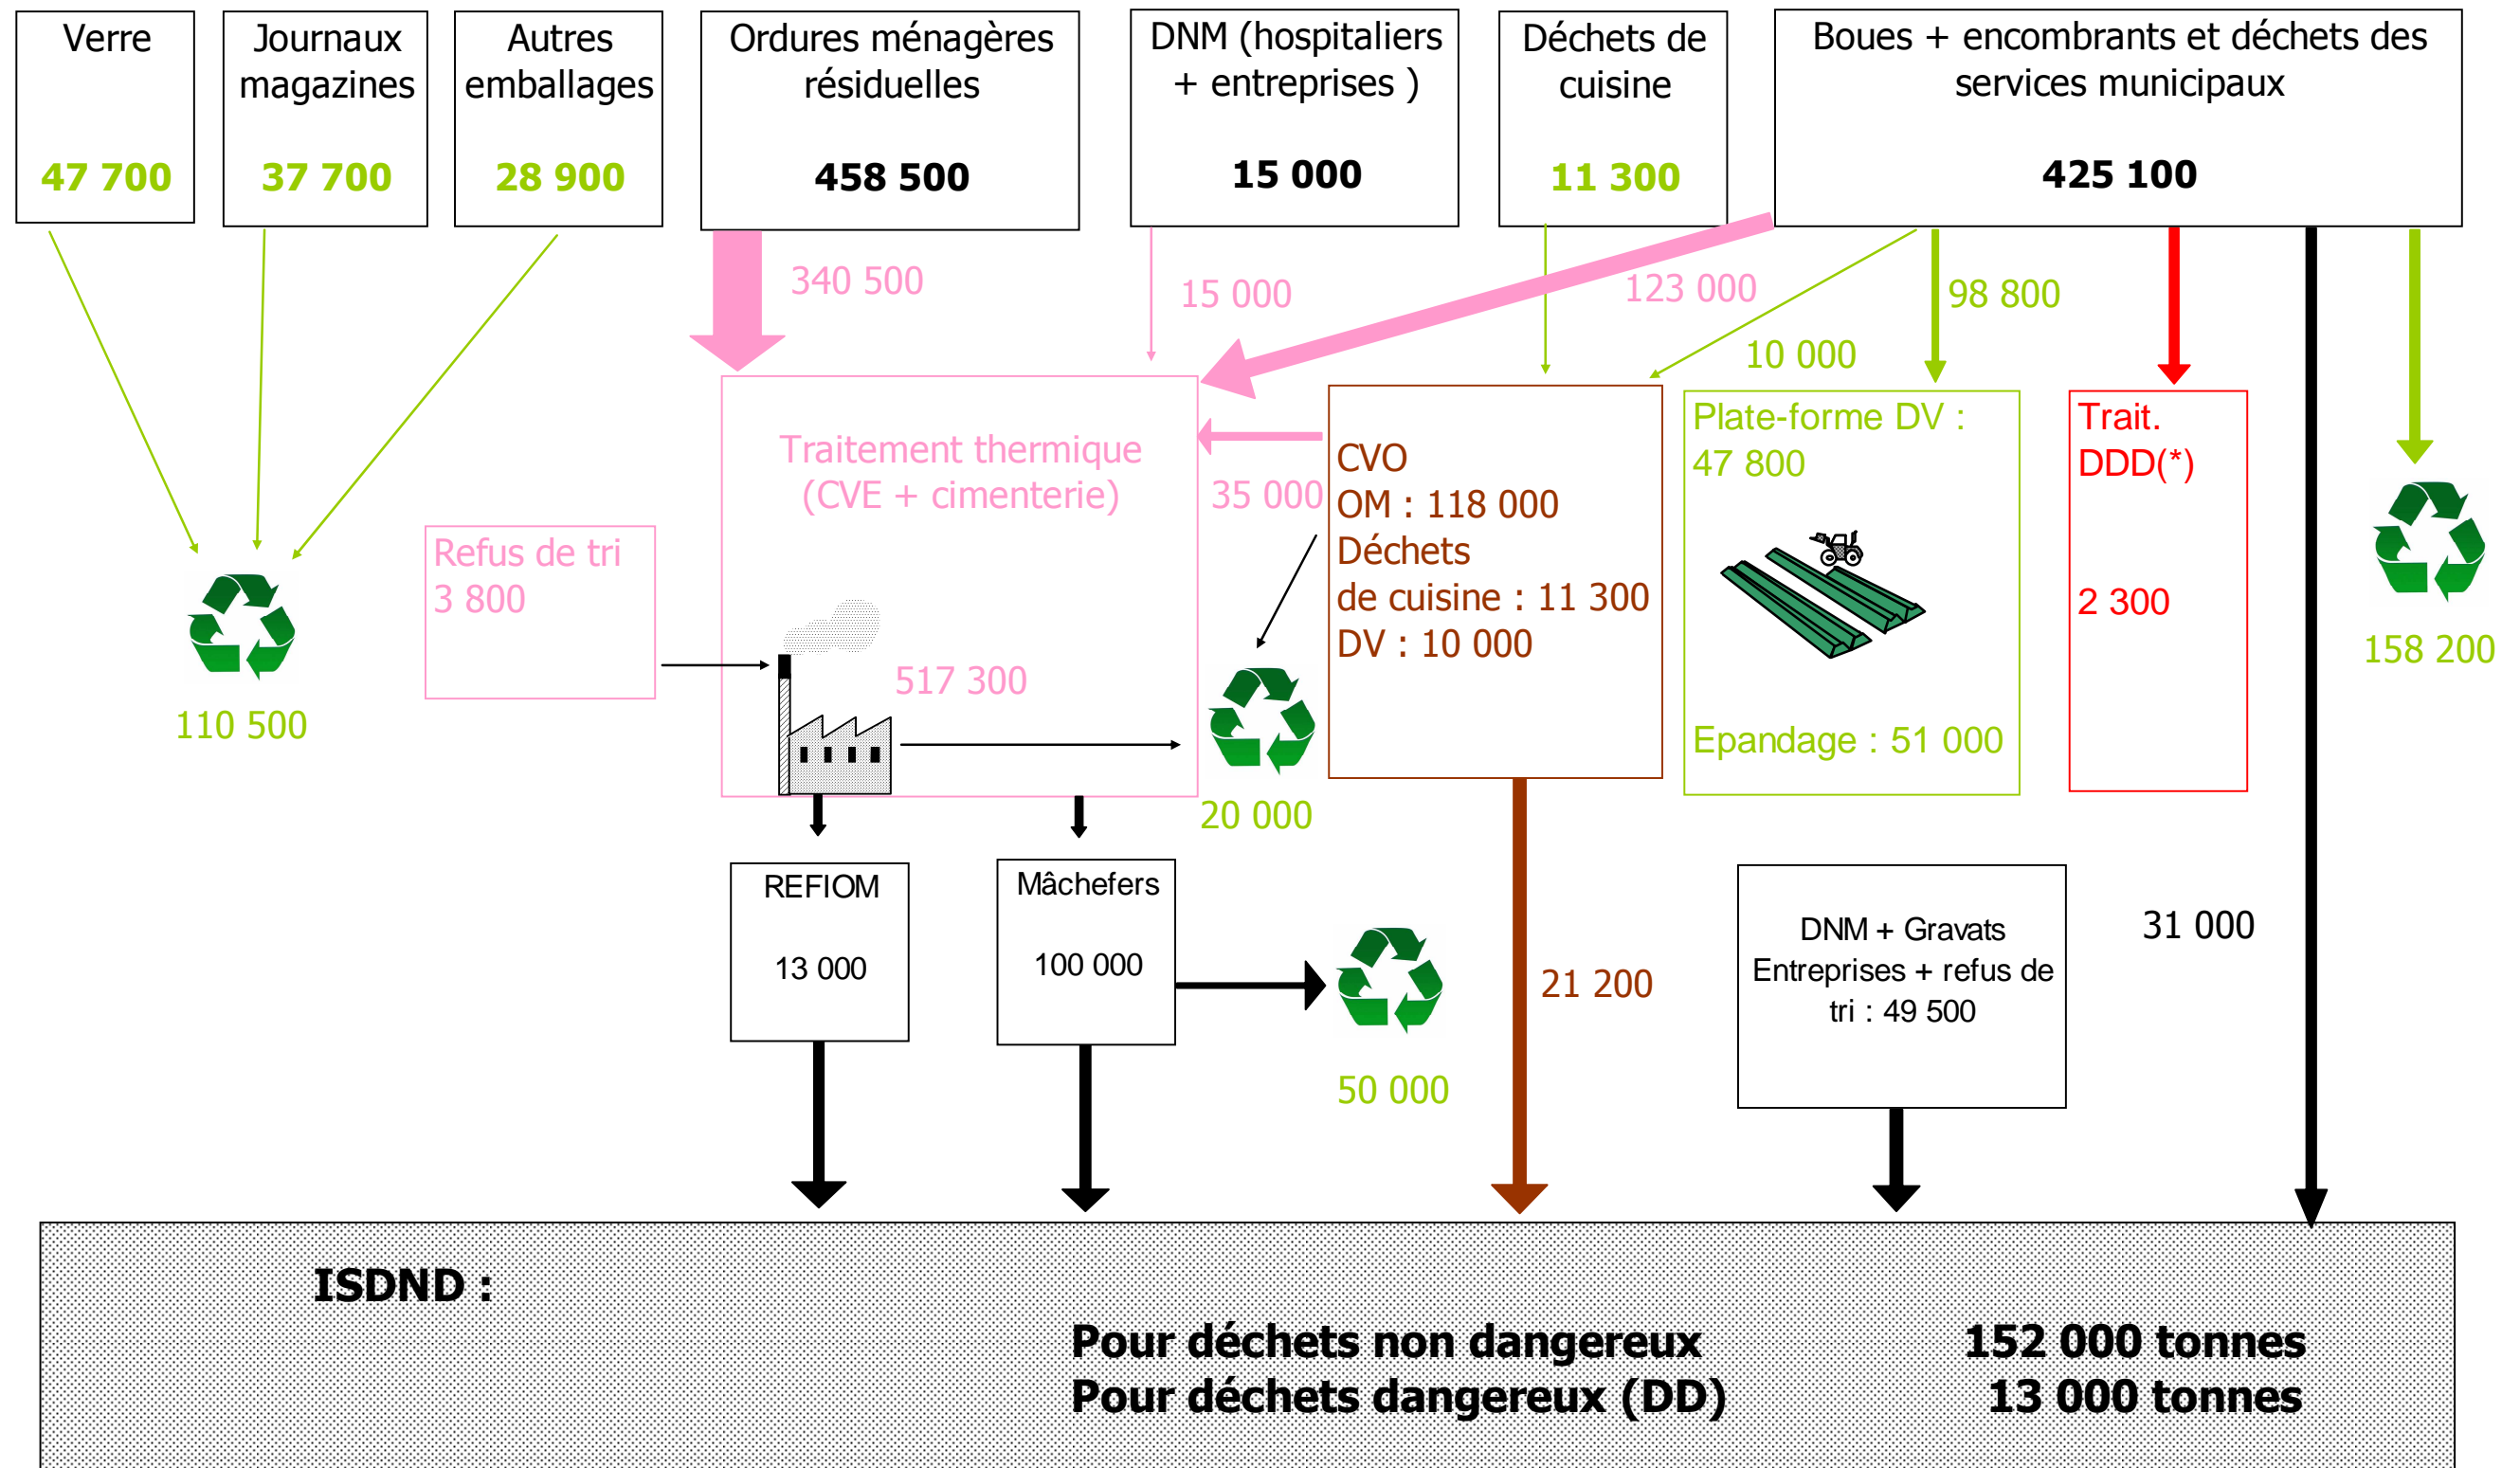 Verre
47 700
Journaux
magazines
37 700
Autres
emballages
28 900
Ordures ménagères
résiduelles
458 500
DNM (hospitaliers
+ entreprises )
15 000
Déchets de
cuisine
11 300
Boues + encombrants et déchets des
services municipaux
425 100
340 500
15 000
123 000
10 000
98 800
Traitement thermique
(CVE + cimenterie)
517 300
35 000
CVO
OM : 118 000
Déchets
de cuisine : 11 300
DV : 10 000
Plate-forme DV :
47 800
Epandage : 51 000
Trait.
DDD(*)
2 300
158 200
Refus de tri
3 800
110 500
20 000
REFIOM
13 000
Mâchefers
100 000
50 000
21 200
DNM + Gravats
Entreprises + refus de
tri : 49 500
31 000
ISDND :
Pour déchets non dangereux 152 000 tonnes
Pour déchets dangereux (DD) 13 000 tonnes